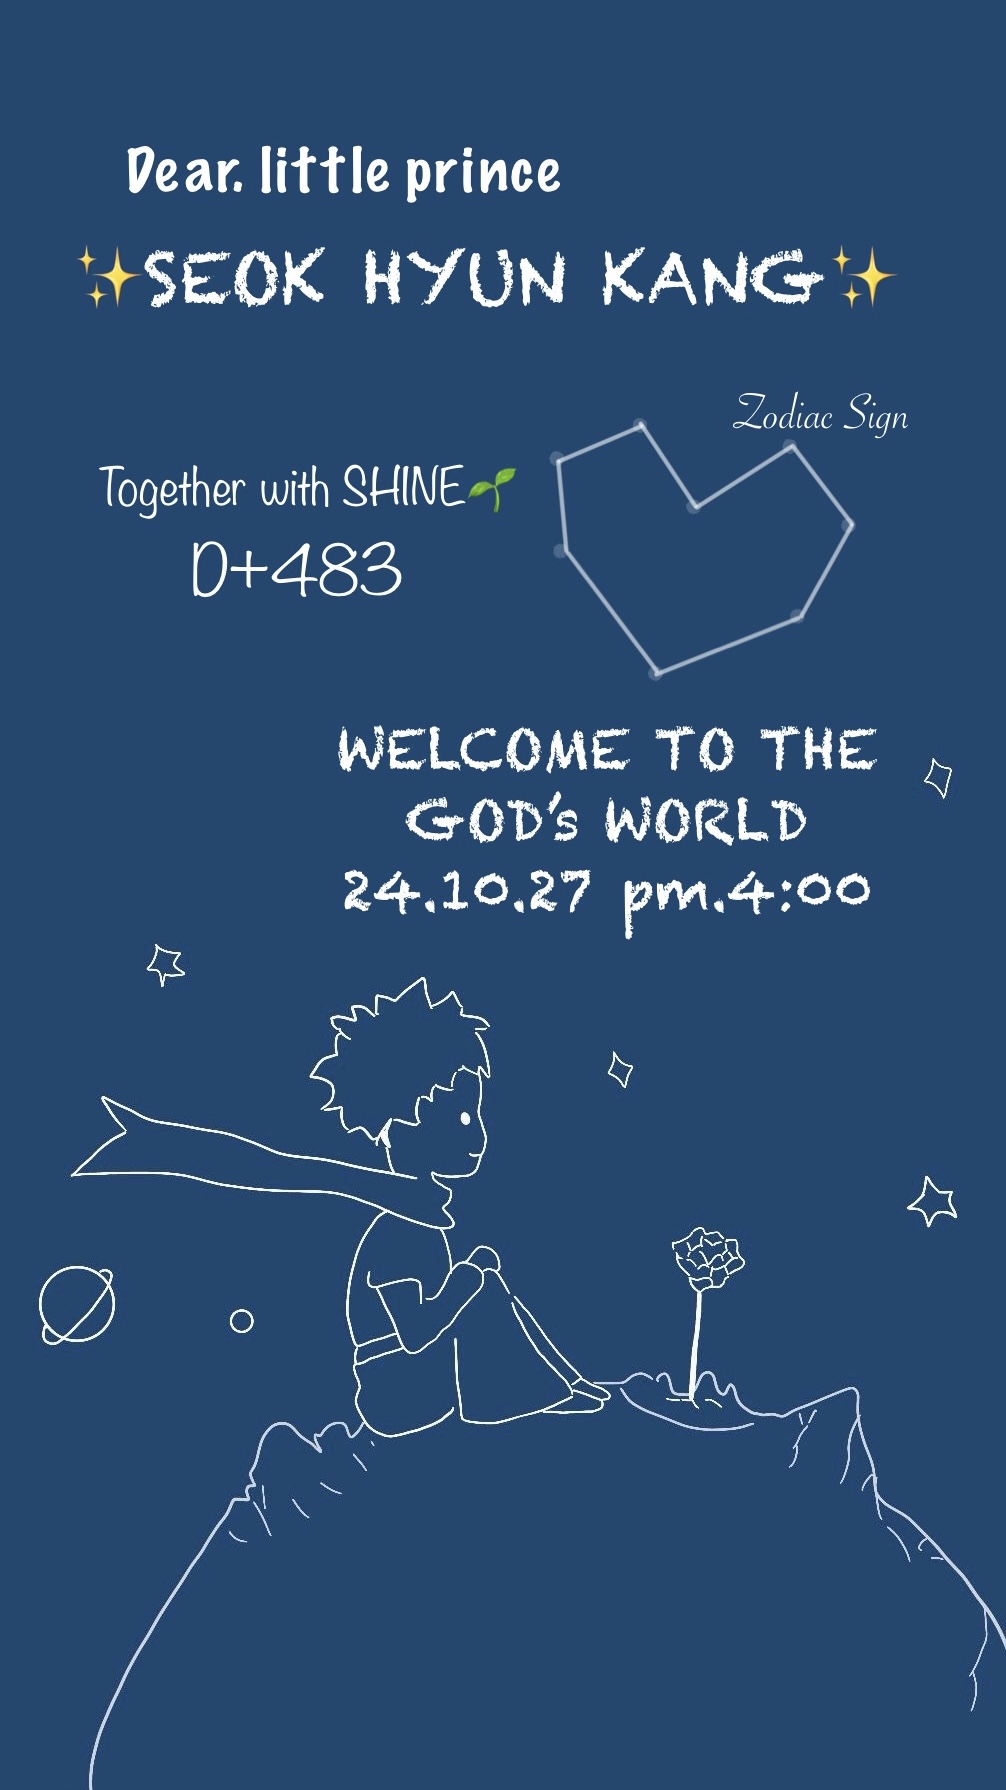 Dear. little prince
✨SEOK HYUN KANG✨
Zodiac Sign
Together with SHINE🌱
D+483
WELCOME TO THE
GOD's WORLD
24.10.27 pm.4:00